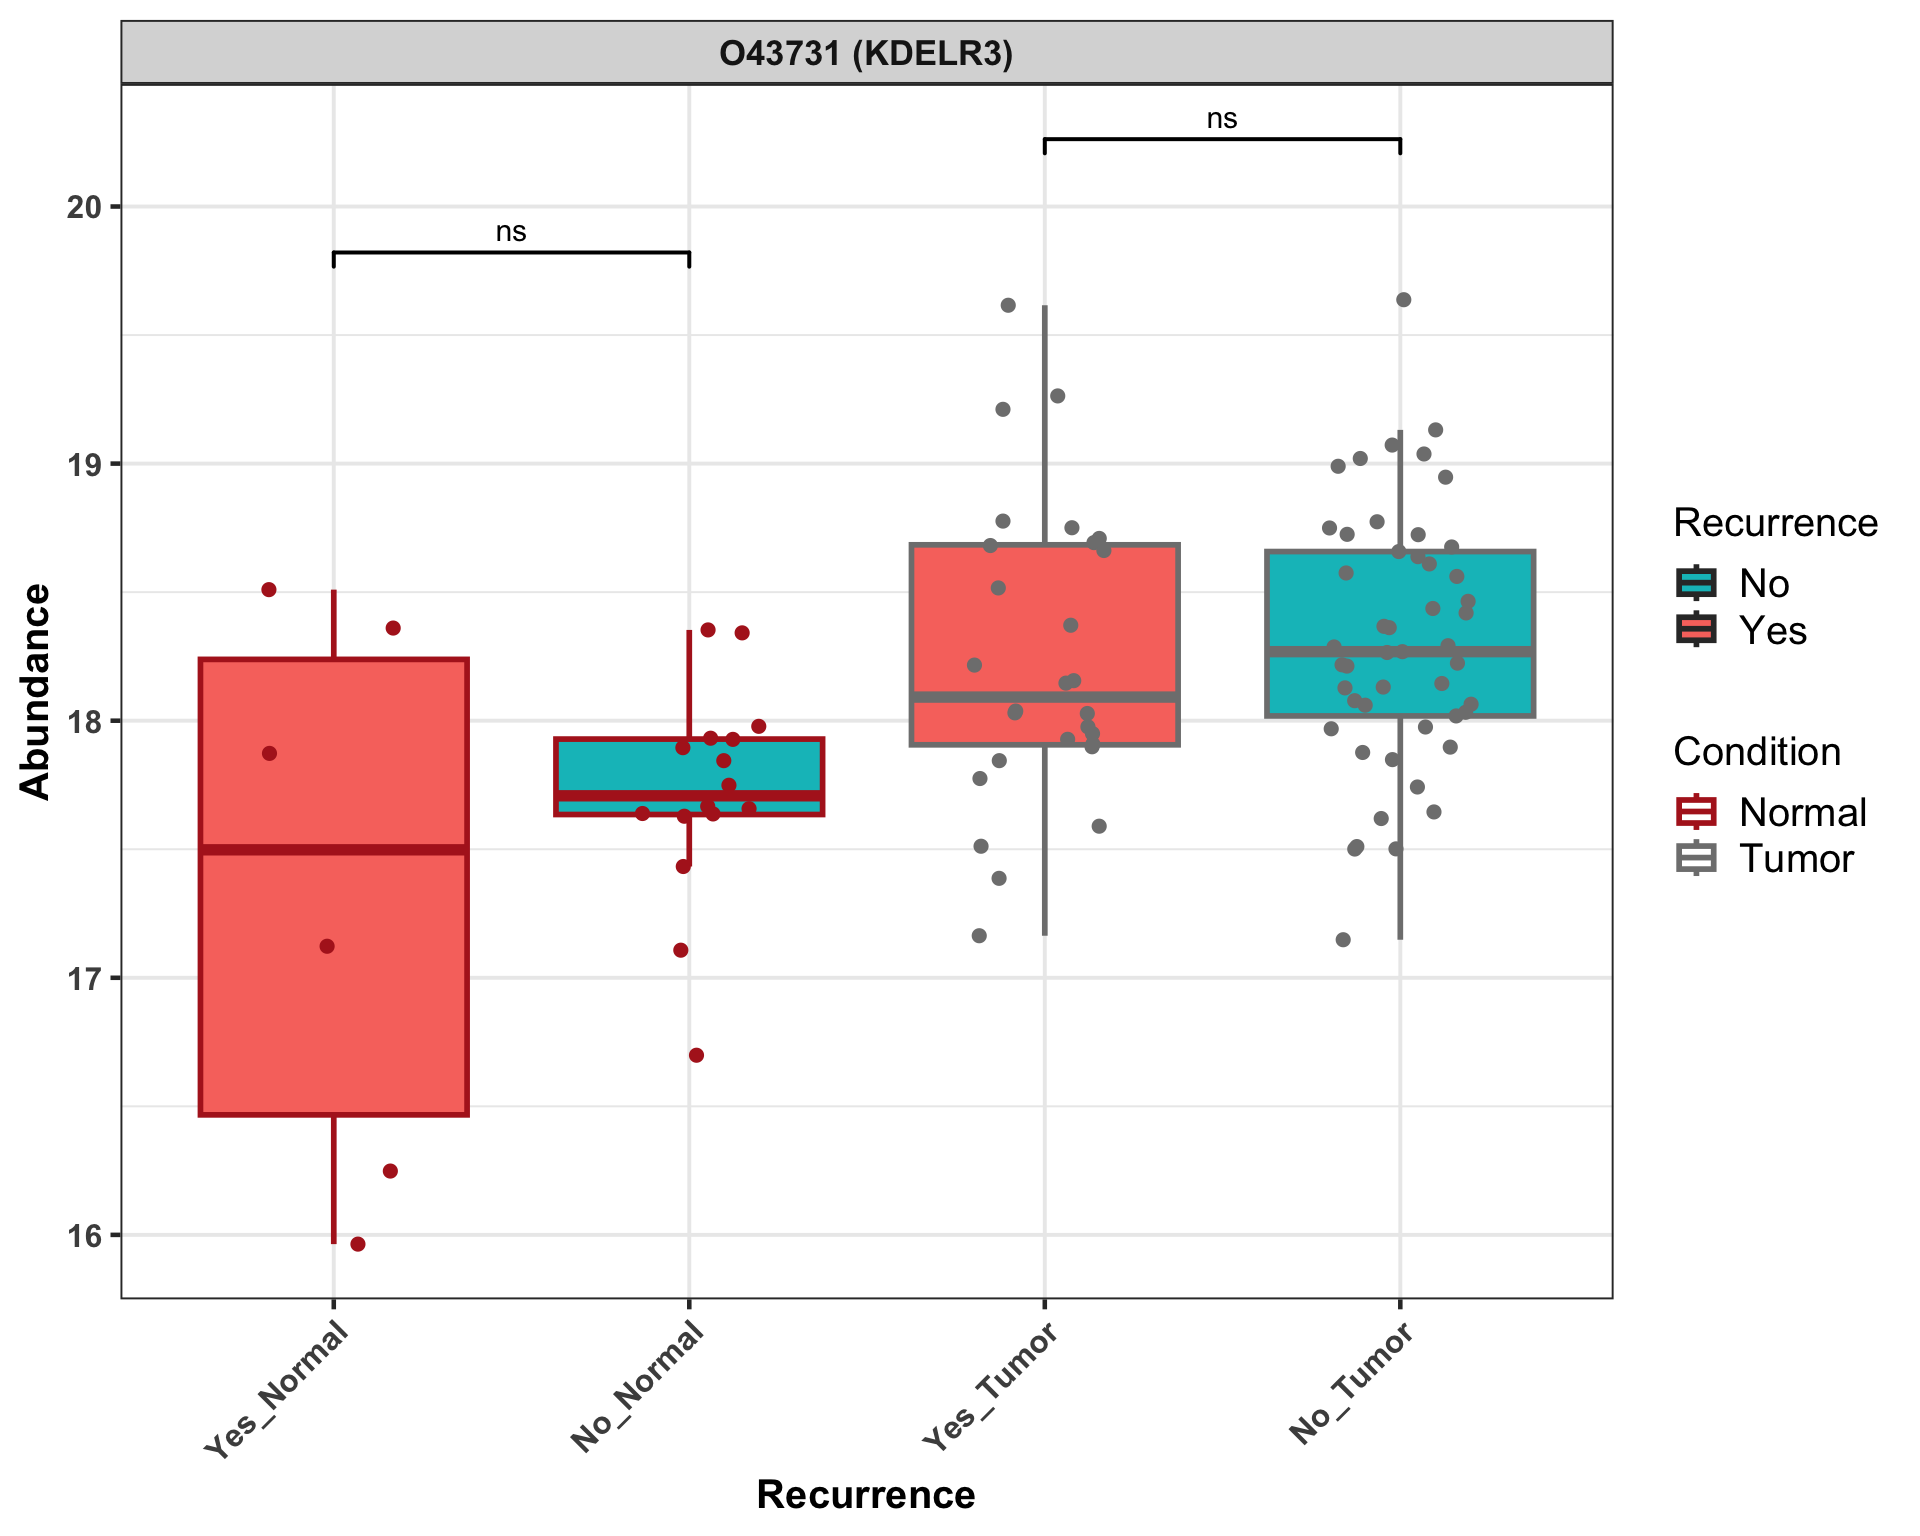 O43731 (KDELR3)
ns
ns
20
19
18
17
16
Abundance
Yes_Normal
No_Normal
Yes_Tumor
No_Tumor
Recurrence
Recurrence
No
Yes
Condition
Normal
Tumor